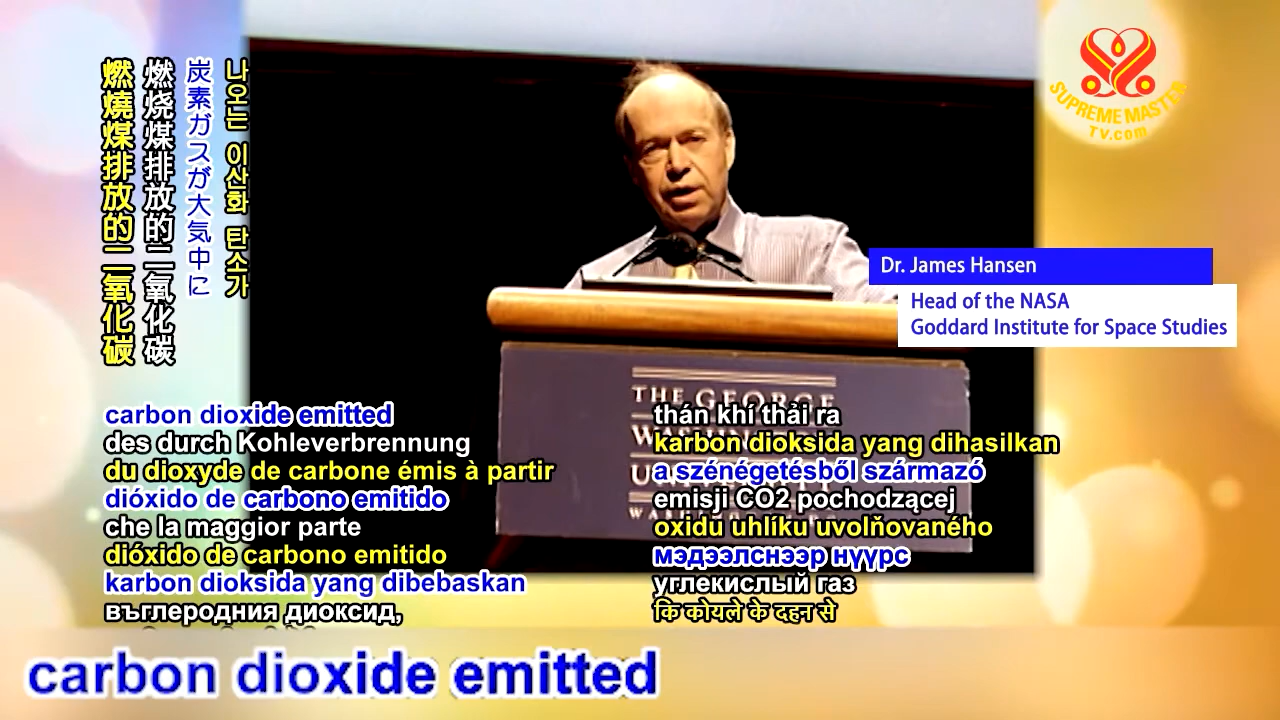 燃燒煤排放的二氧化碳
燃烧煤排放的二氧化碳
炭素ガスが大気中に
나오는 이산화 탄소가
SUPREME MASTER
TV.com
Dr. James Hansen
Head of the NASA
Goddard Institute for Space Studies
THE GEORGE
WASHINGTON
UNIVERSITY
carbon dioxide emitted
des durch Kohleverbrennung
du dioxyde de carbone émis à partir
dióxido de carbono emitido
che la maggior parte
dióxido de carbono emitido
karbon dioksida yang dibebaskan
въглеродния диоксид,
thán khí thải ra
karbon dioksida yang dihasilkan
a szénégetésből származó
emisji CO2 pochodzącej
oxidu uhlíku uvolňovaného
мэдээлснээр нүүрс
углекислый газ
कि कोयले के दहन से
carbon dioxide emitted